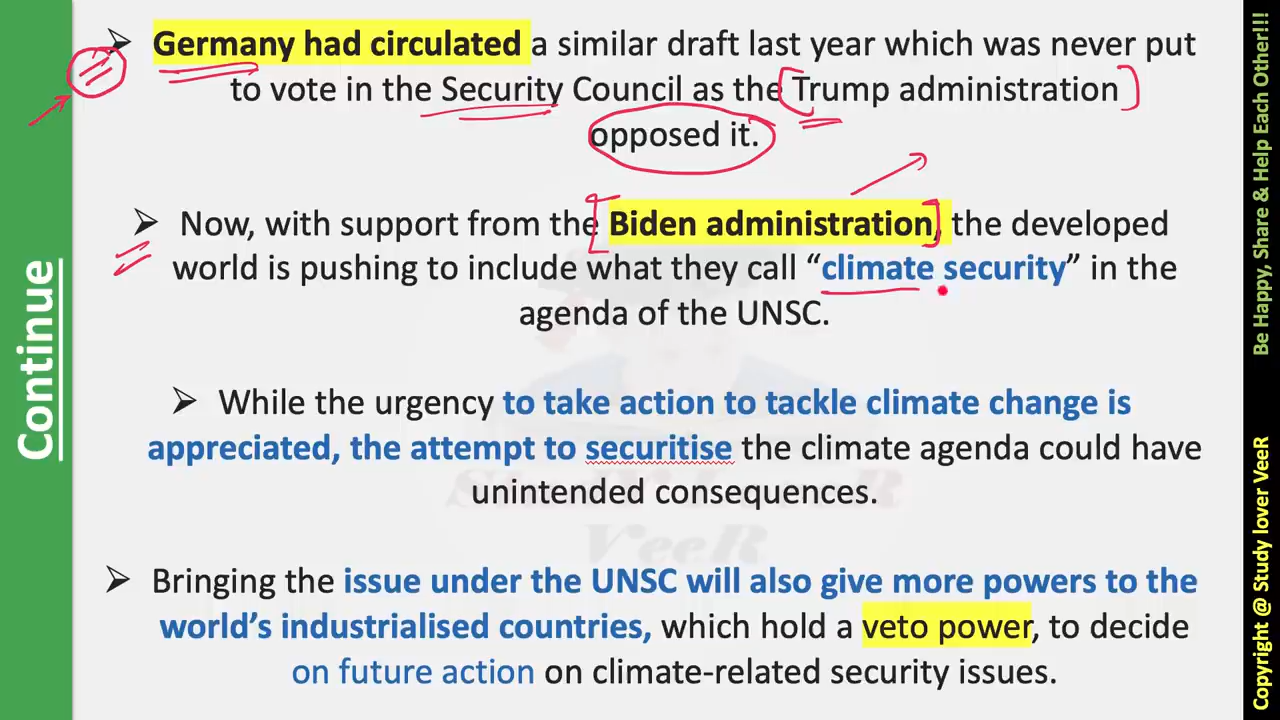 Continue
➢ Germany had circulated a similar draft last year which was never put
to vote in the Security Council as the Trump administration
opposed it.
➢ Now, with support from the Biden administration, the developed
world is pushing to include what they call “climate security” in the
agenda of the UNSC.
➢ While the urgency to take action to tackle climate change is
appreciated, the attempt to securitise the climate agenda could have
unintended consequences.
➢ Bringing the issue under the UNSC will also give more powers to the
world’s industrialised countries, which hold a veto power, to decide
on future action on climate-related security issues.
Be Happy, Share & Help Each Other!!!
Copyright @ Study lover VeeR
VeeR